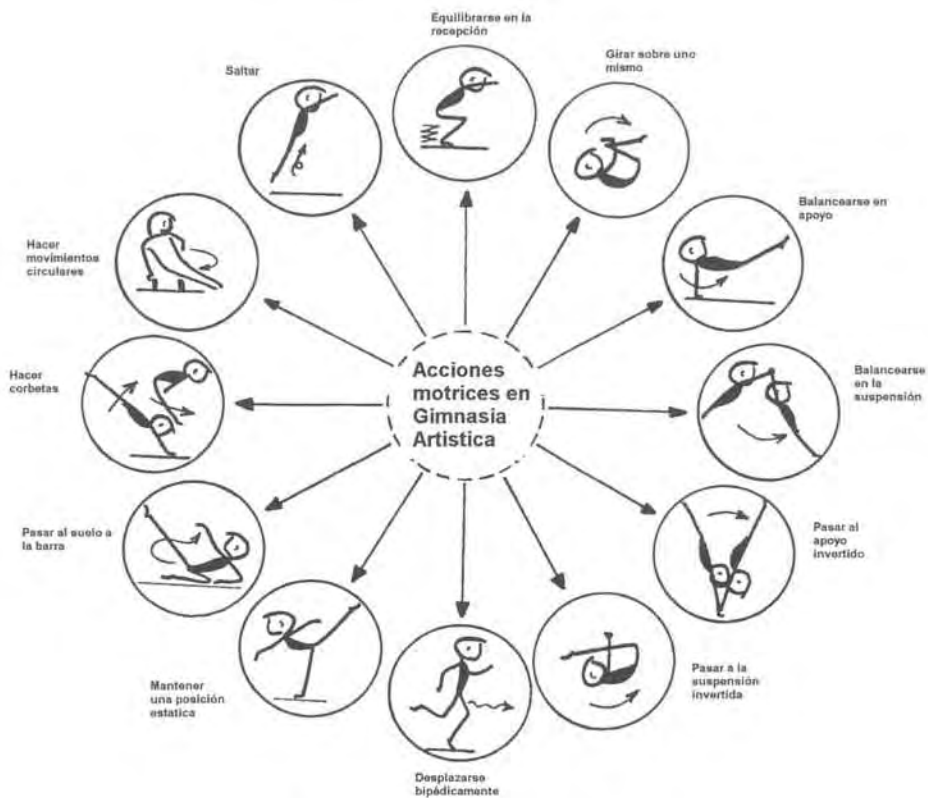 Equilibrarse en la
recepción
Girar sobre uno
mismo
Saltar
Balancearse en
apoyo
Hacer
movimientos
circulares
Acciones
motrices en
Gimnasia
Artistica
Hacer
corbetas
Balancearse
en la
suspensión
Pasar al suelo a
la barra
Pasar al
apoyo
invertido
Mantener
una posición
estatica
Pasar a la
suspensión
invertida
Desplazarse
bipédicamente